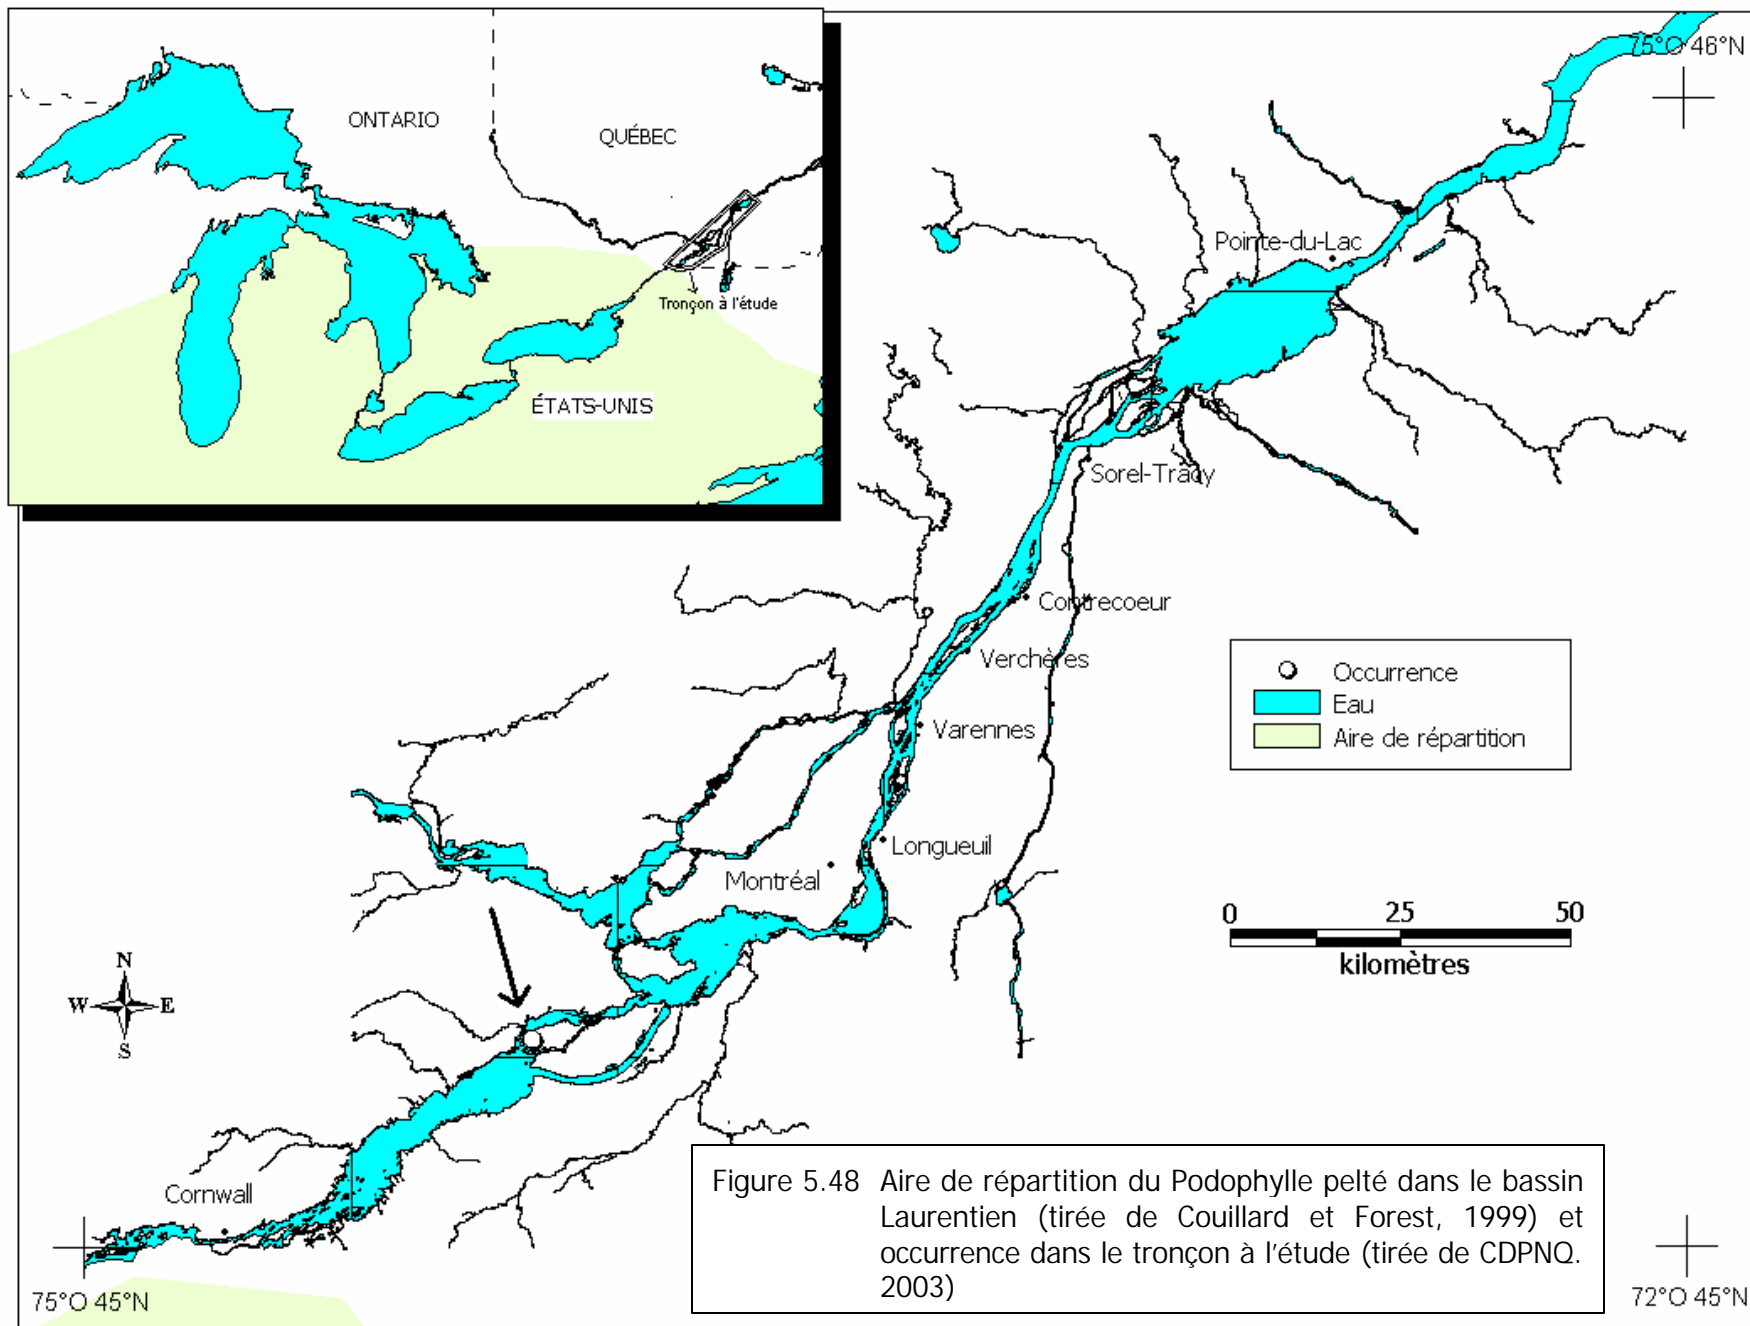 ONTARIO
QUÉBEC
Tronçon à l'étude
ÉTATS-UNIS
75°O 46°N
Pointe-du-Lac
Sorel-Tracy
Contrecoeur
Verchères
Varennes
Longueuil
Montréal
Cornwall
Occurrence
Eau
Aire de répartition
0 25 50
kilomètres
N
W E
S
75°O 45°N
72°O 45°N
Figure 5.48 Aire de répartition du Podophylle pelté dans le bassin
Laurentien (tirée de Couillard et Forest, 1999) et
occurrence dans le tronçon à l'étude (tirée de CDPNQ.
2003)